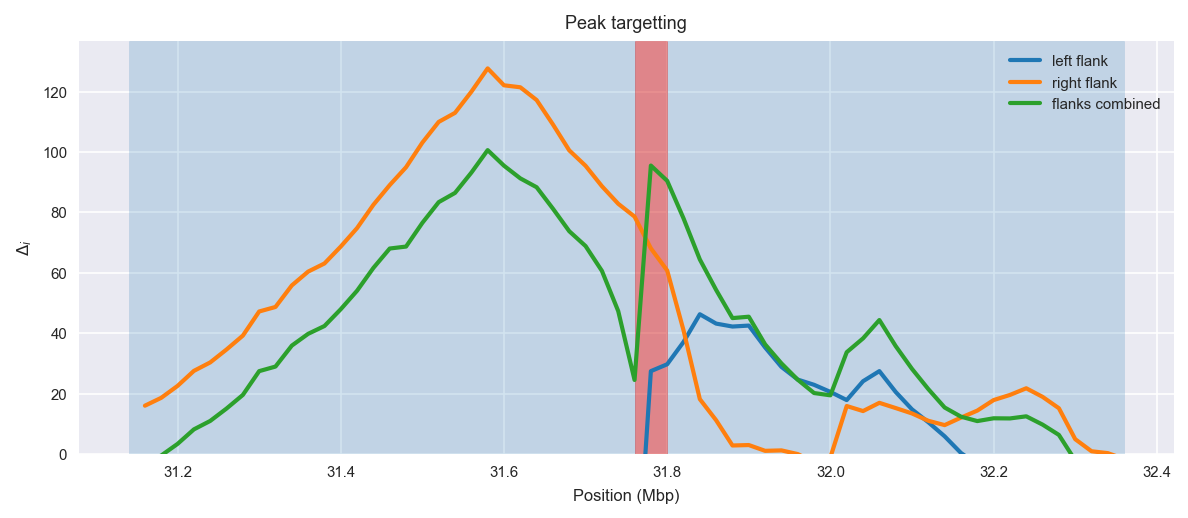 Peak targetting
left flank
right flank
flanks combined
120
100
80
60
40
20
0
Δi
31.2 31.4 31.6 31.8 32.0 32.2 32.4
Position (Mbp)